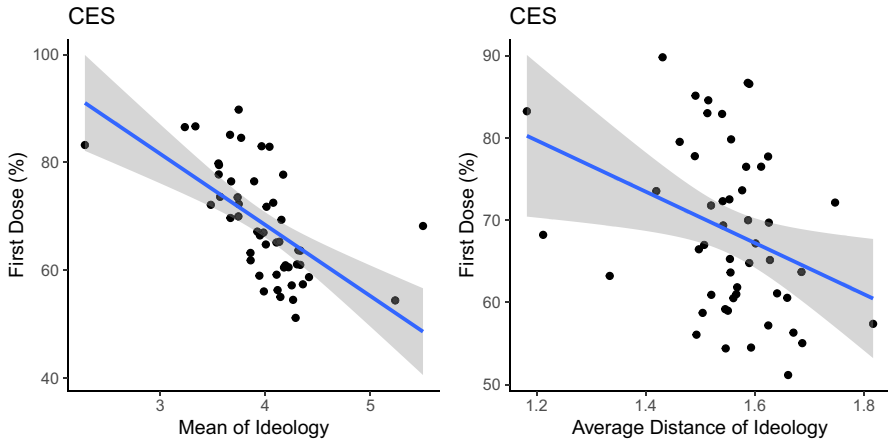 CES
First Dose (%)
100
80
60
40
3 4 5
Mean of Ideology
CES
First Dose (%)
90
80
70
60
50
1.2 1.4 1.6 1.8
Average Distance of Ideology